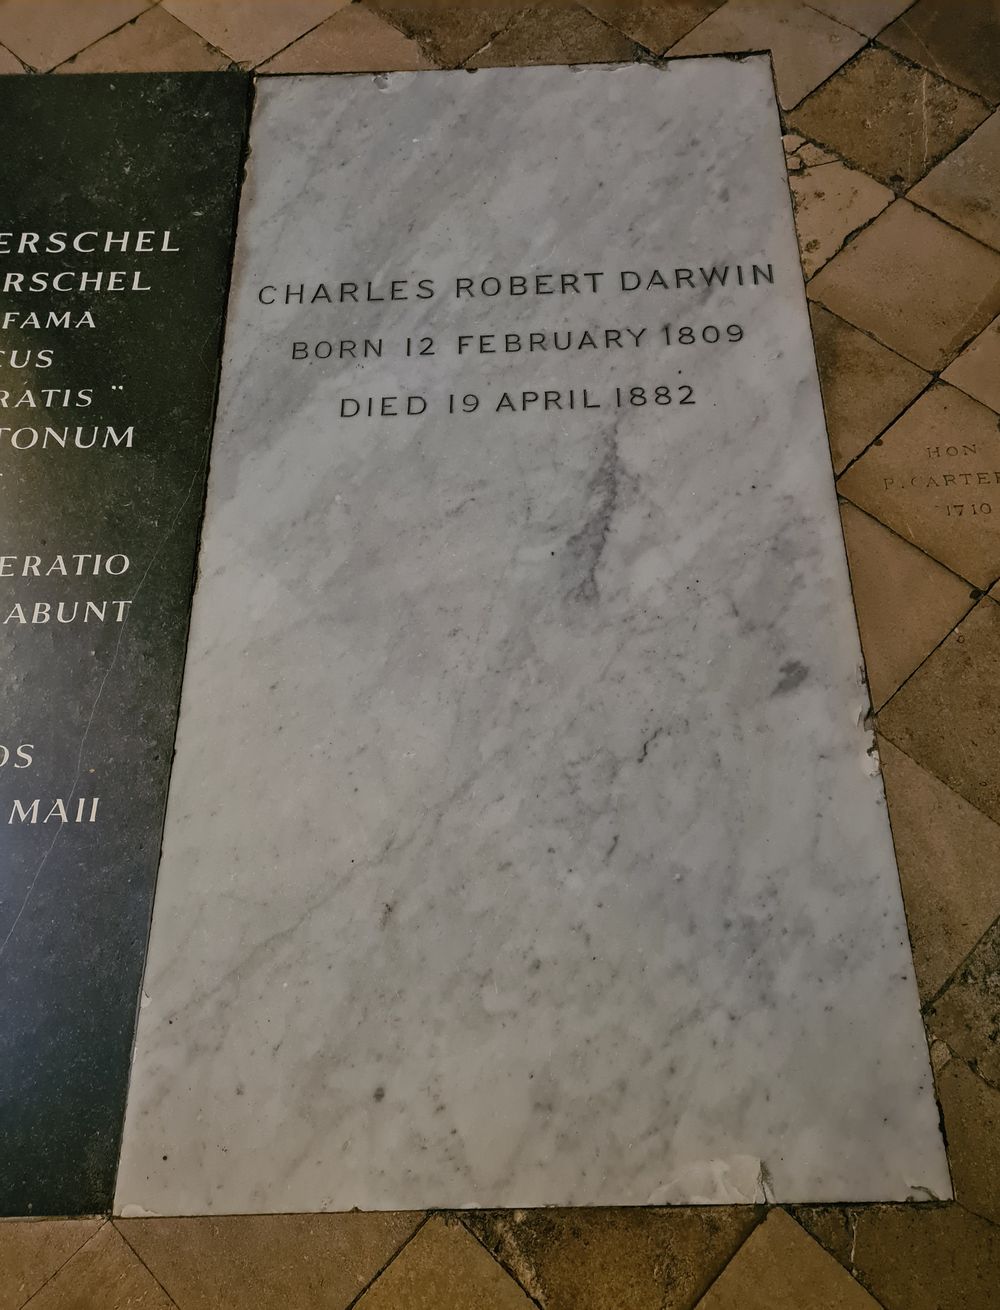 ERSCHEL
RSCHEL
FAMA
CUS
RATIS "
TONUM
ERATIO
ABUNT
OS
MAII
CHARLES ROBERT DARWIN
BORN 12 FEBRUARY 1809
DIED 19 APRIL 1882
HON
R. CARTER
1710